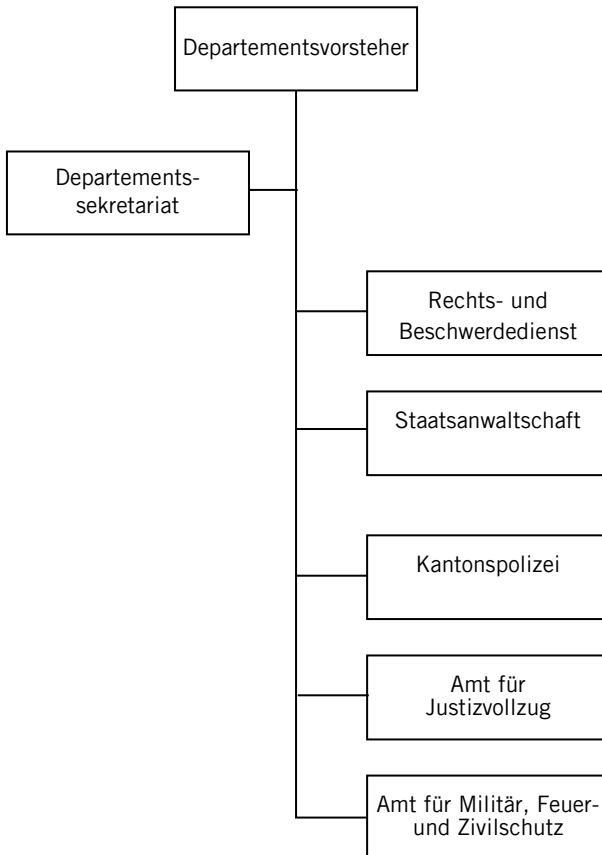 Departementsvorsteher
Departements-
sekretariat
Rechts- und
Beschwerdedienst
Staatsanwaltschaft
Kantonspolizei
Amt für
Justizvollzug
Amt für Militär, Feuer-
und Zivilschutz